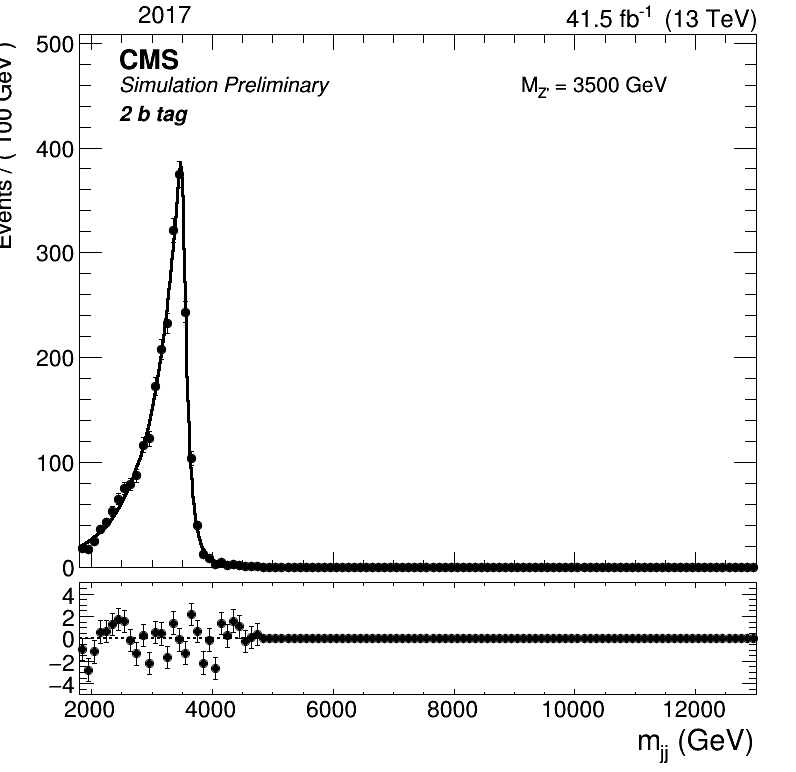 2017 41.5 fb-1 (13 TeV)
CMS
Simulation Preliminary
MZ' = 3500 GeV
2 b tag
Events / ( 100 GeV )
500
400
300
200
100
0
4
2
0
−2
−4
2000 4000 6000 8000 10000 12000
mjj (GeV)